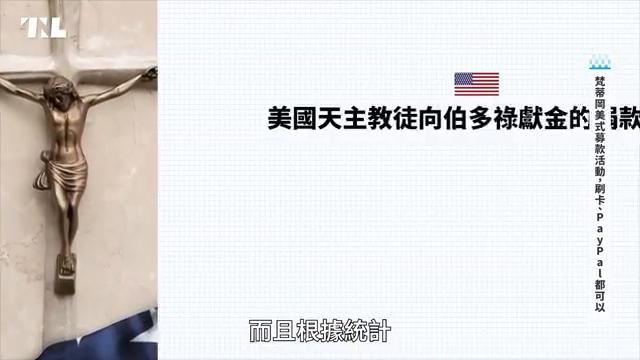 TNL
美國天主教徒向伯多祿獻金的捐款
梵蒂岡美式募款活動，刷卡、PayPal都可以
而且根據統計